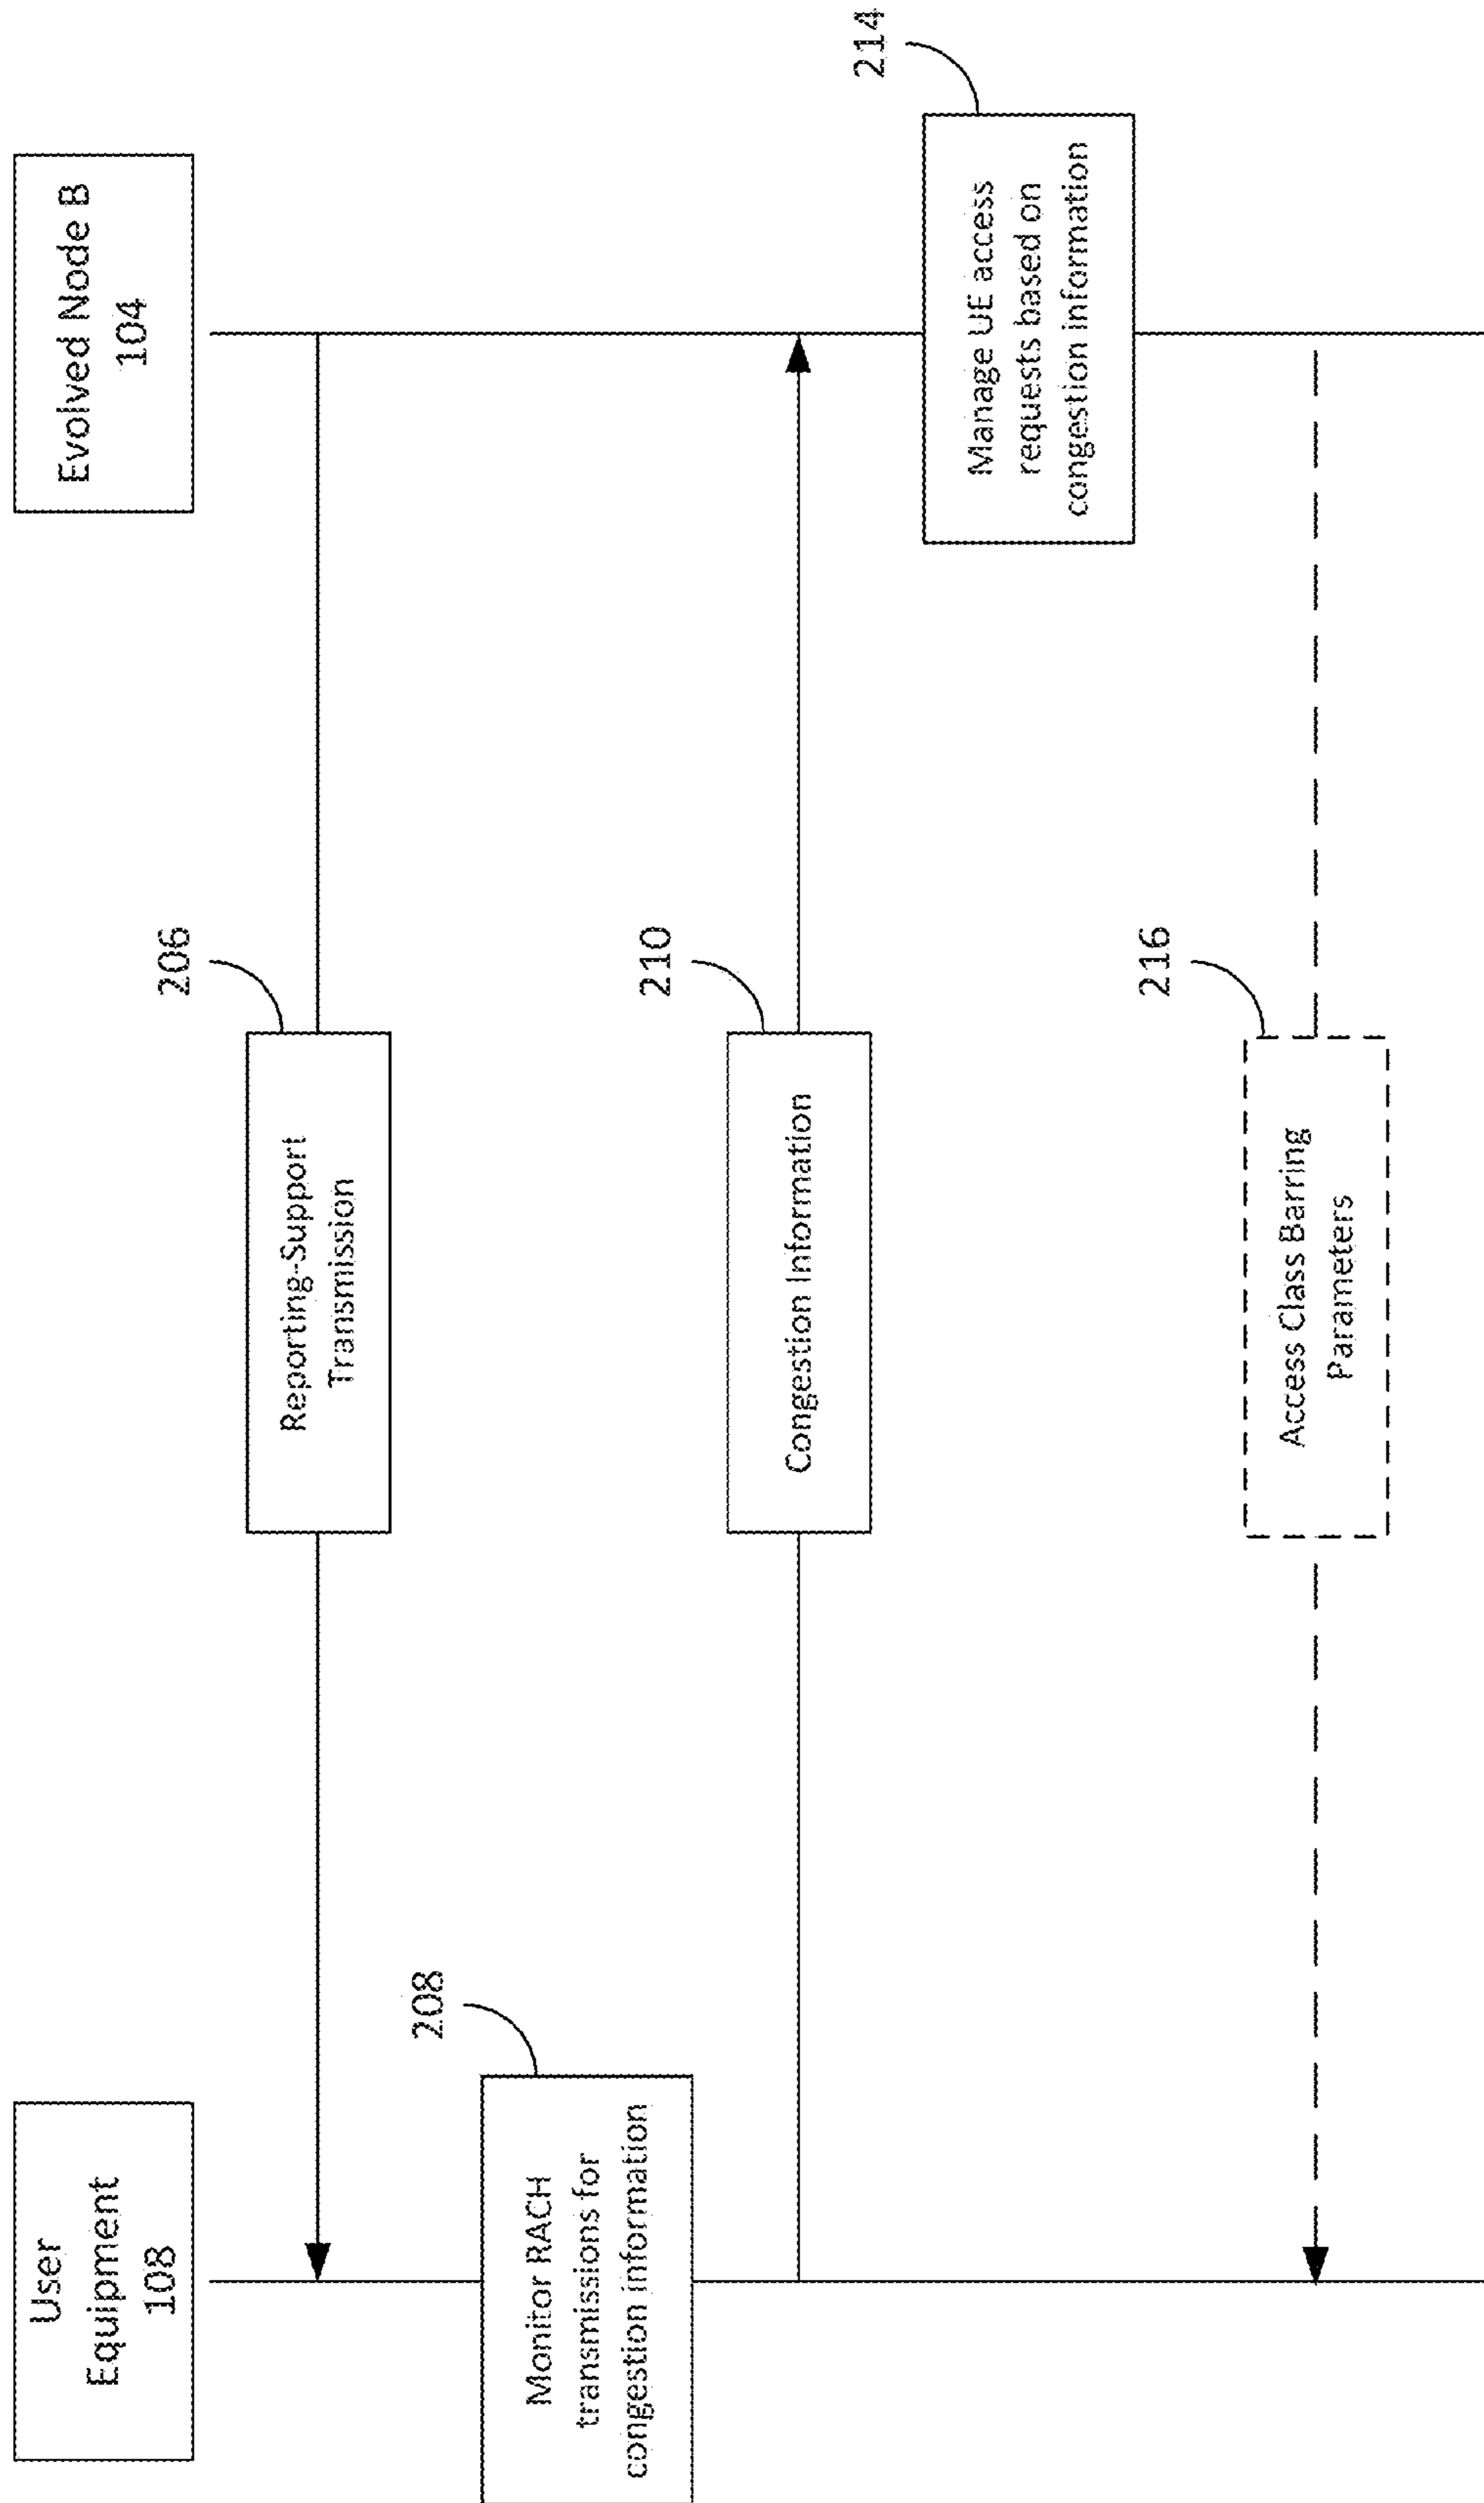 User
Equipment
108
Evolved Node B
104
206
Reporting-Support
Transmission
208
Monitor RACH
transmissions for
congestion information
210
Congestion Information
214
Manage UE access
requests based on
congestion information
216
Access Class Barring
Parameters